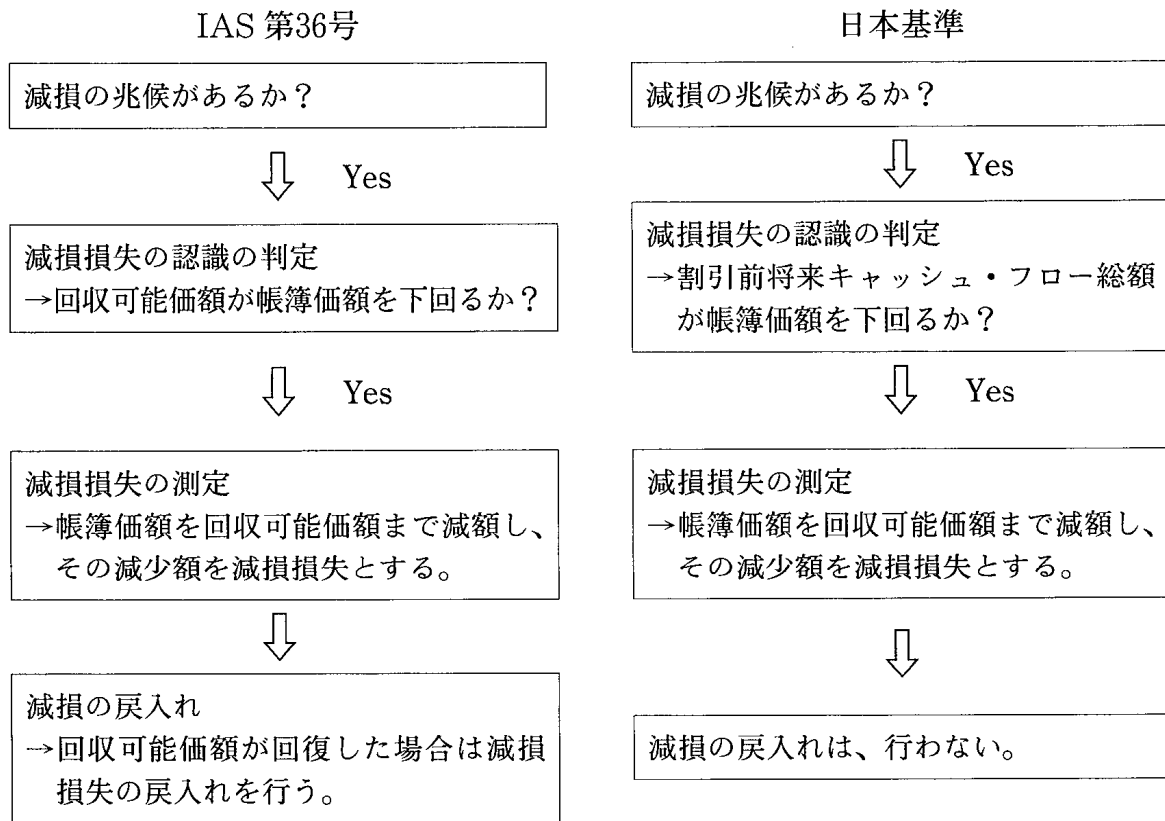 IAS 第36号
減損の兆候があるか？
Yes
減損損失の認識の判定
→回収可能価額が帳簿価額を下回るか？
Yes
減損損失の測定
→帳簿価額を回収可能価額まで減額し、
その減少額を減損損失とする。
減損の戻入れ
→回収可能価額が回復した場合は減損
損失の戻入れを行う。
日本基準
減損の兆候があるか？
Yes
減損損失の認識の判定
→割引前将来キャッシュ・フロー総額
が帳簿価額を下回るか？
Yes
減損損失の測定
→帳簿価額を回収可能価額まで減額し、
その減少額を減損損失とする。
減損の戻入れは、行わない。